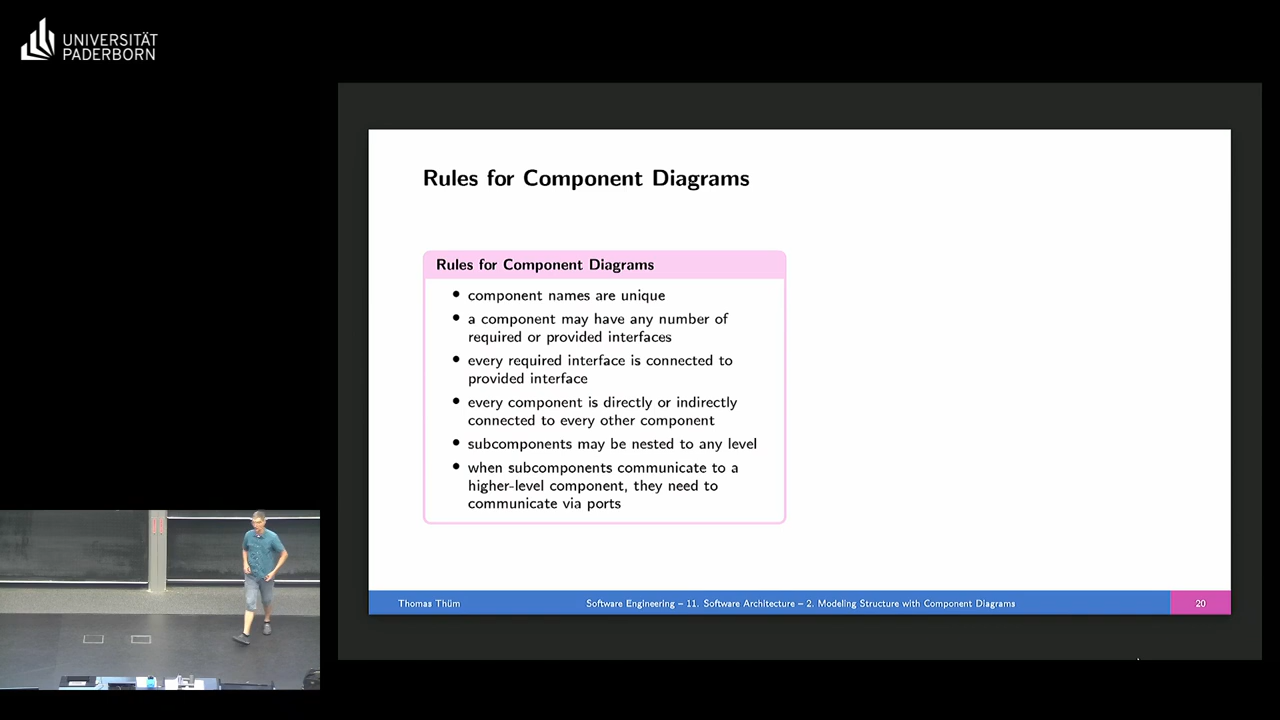 UNIVERSITÄT
PADERBORN
Rules for Component Diagrams
Rules for Component Diagrams
• component names are unique
• a component may have any number of
required or provided interfaces
• every required interface is connected to
provided interface
• every component is directly or indirectly
connected to every other component
• subcomponents may be nested to any level
• when subcomponents communicate to a
higher-level component, they need to
communicate via ports
Thomas Thüm
Software Engineering – 11. Software Architecture – 2. Modeling Structure with Component Diagrams
20